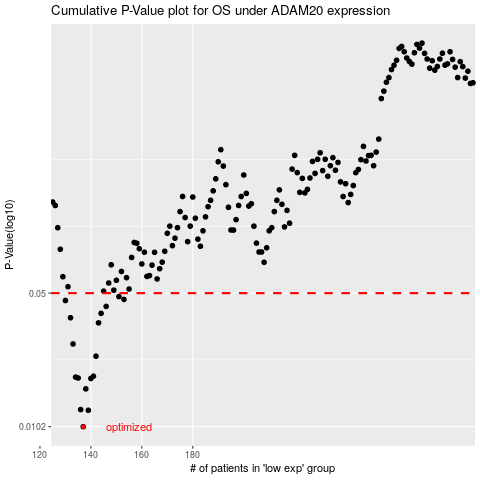 Cumulative P-Value plot for OS under ADAM20 expression
P-Value(log10)
0.05
0.0102
optimized
120 140 160 180
# of patients in 'low exp' group